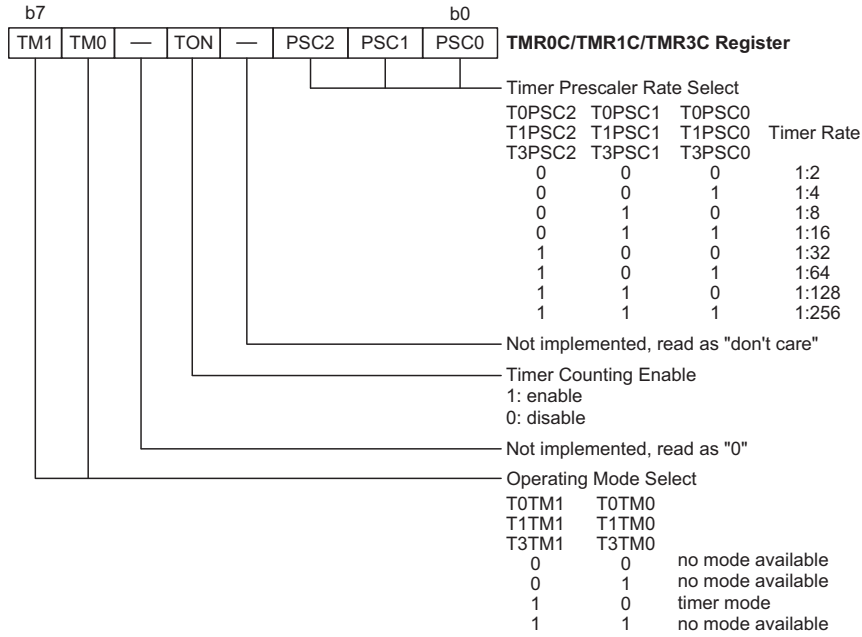 b7 b0
TM1 TM0 — TON — PSC2 PSC1 PSC0 TMR0C/TMR1C/TMR3C Register
Timer Prescaler Rate Select
T0PSC2 T0PSC1 T0PSC0
T1PSC2 T1PSC1 T1PSC0 Timer Rate
T3PSC2 T3PSC1 T3PSC0
0 0 0 1:2
0 0 1 1:4
0 1 0 1:8
0 1 1 1:16
1 0 0 1:32
1 0 1 1:64
1 1 0 1:128
1 1 1 1:256
Not implemented, read as "don't care"
Timer Counting Enable
1: enable
0: disable
Not implemented, read as "0"
Operating Mode Select
T0TM1 T0TM0
T1TM1 T1TM0
T3TM1 T3TM0
0 0 no mode available
0 1 no mode available
1 0 timer mode
1 1 no mode available